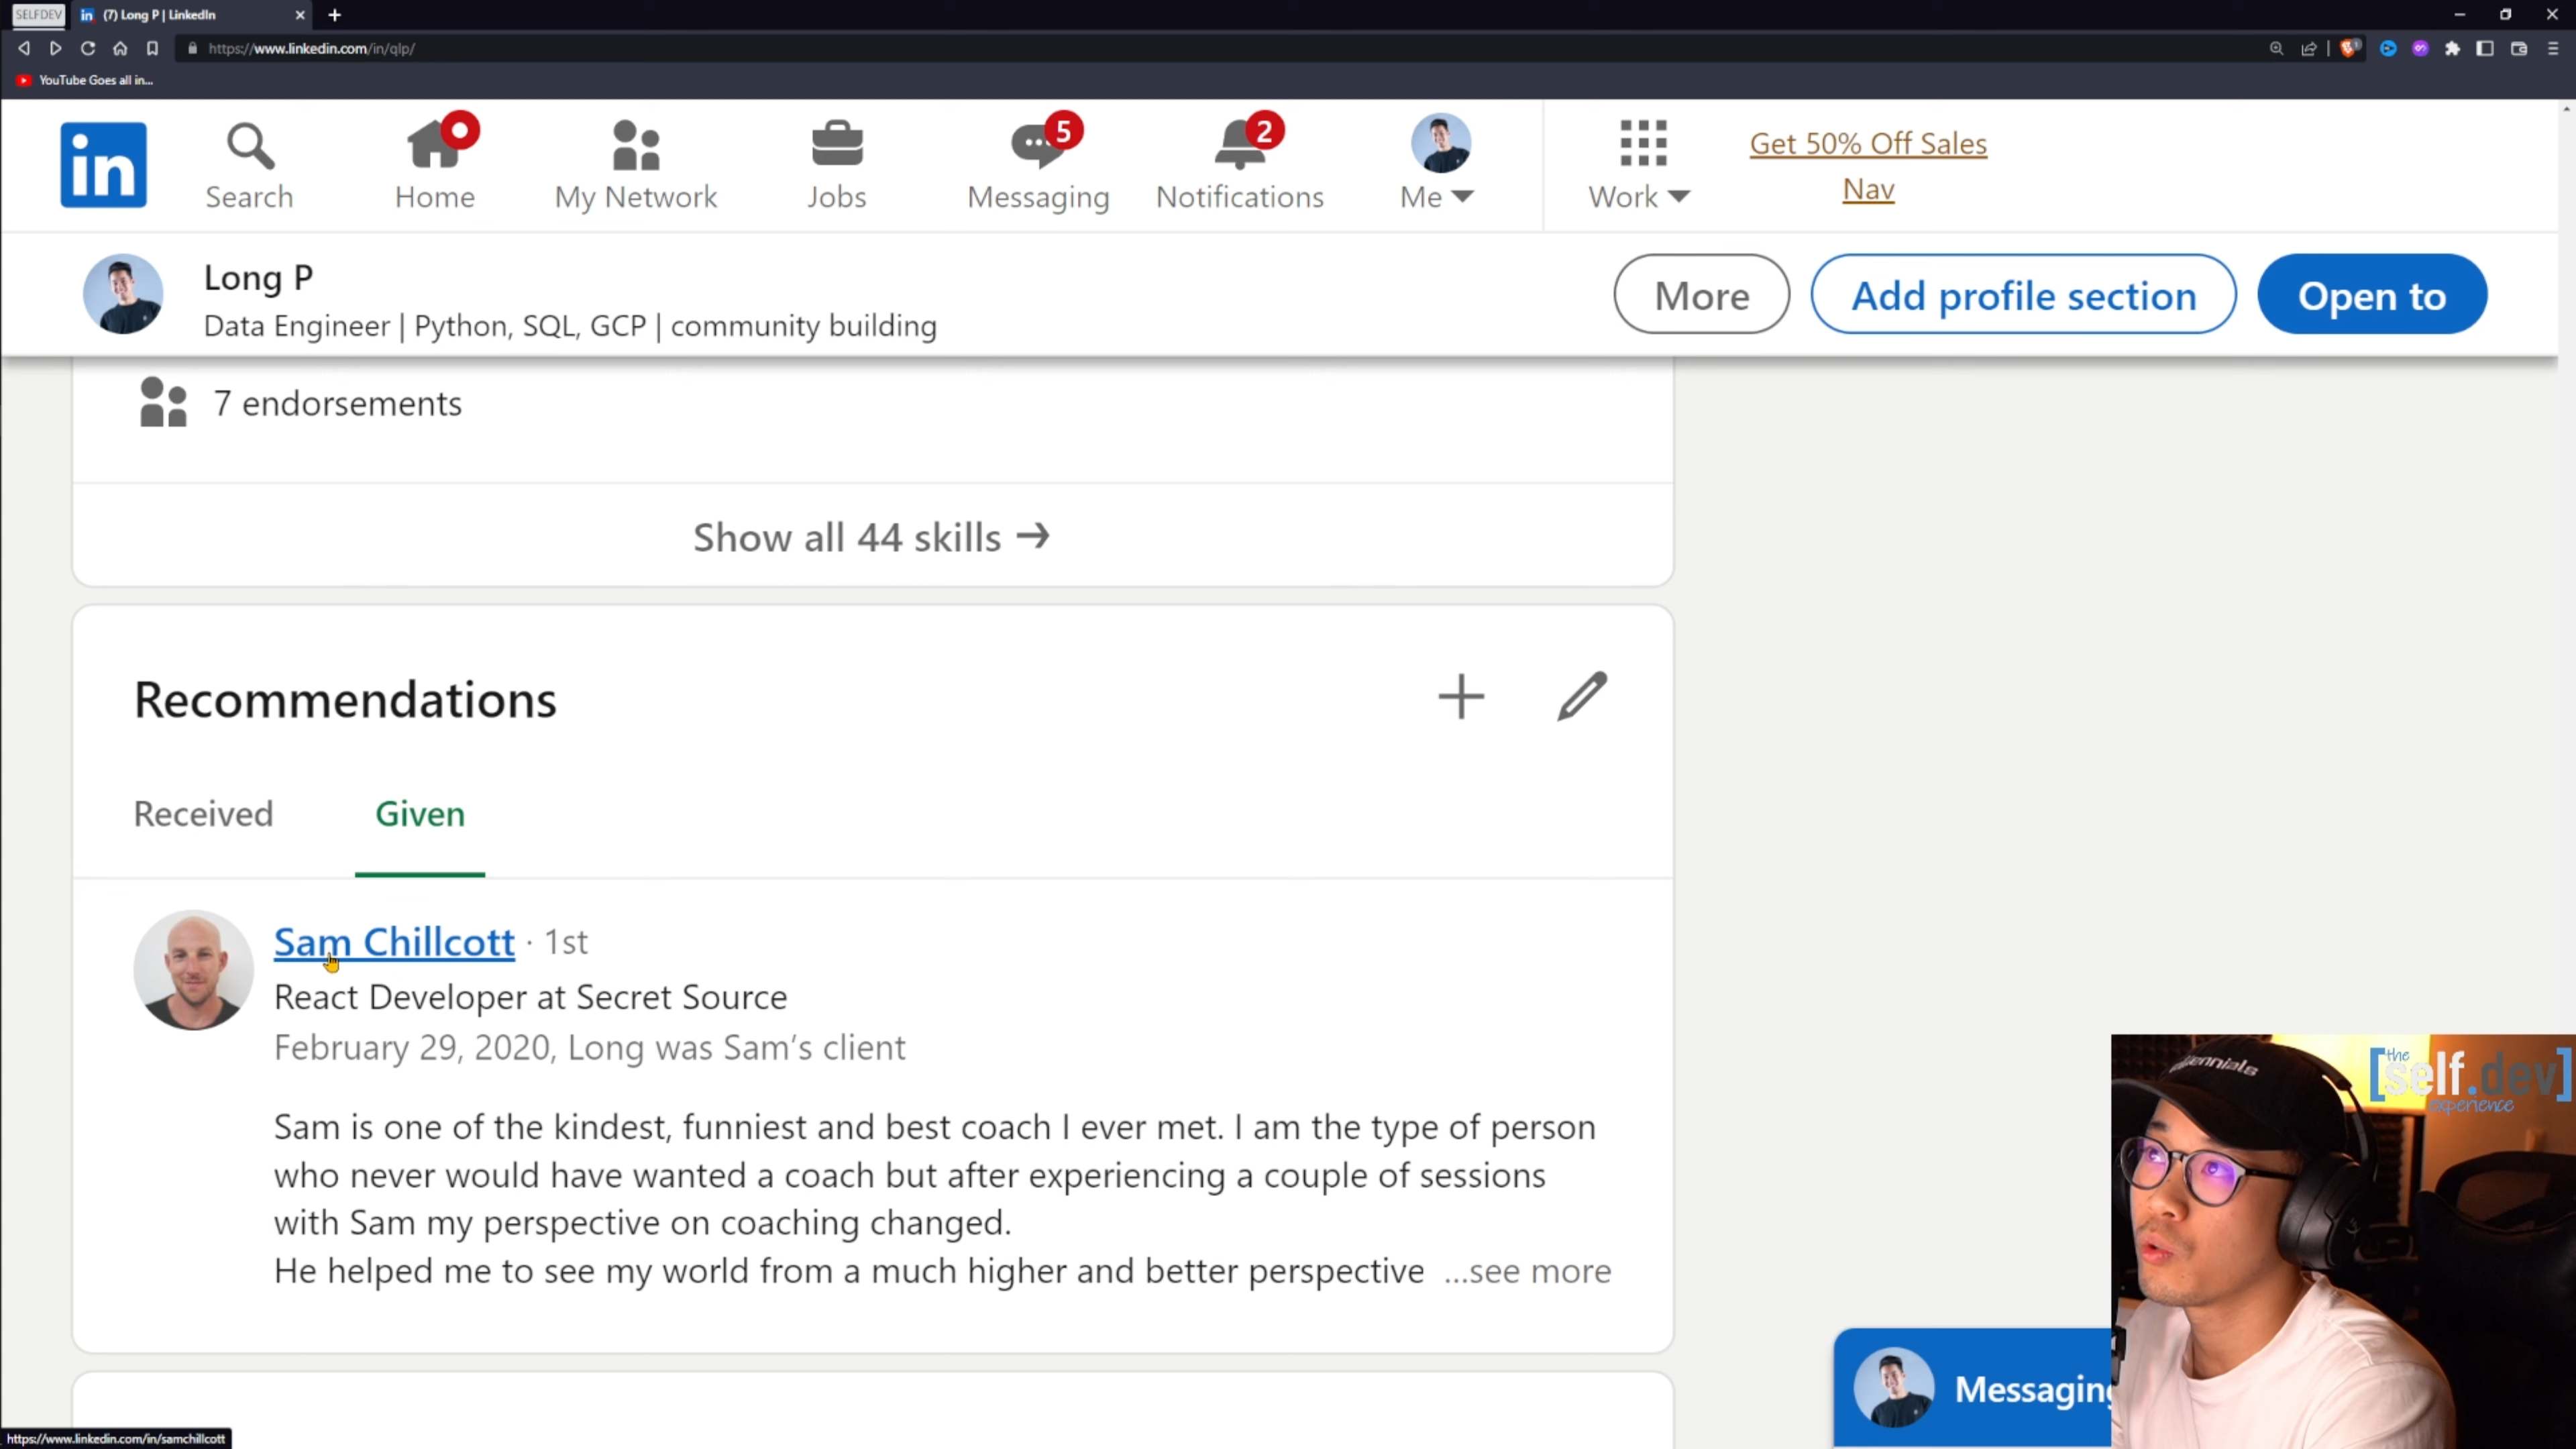 SELFDEV
in (7) Long P | LinkedIn
https://www.linkedin.com/in/qlp/
YouTube Goes all in...
in
Search
Home
My Network
Jobs
5
Messaging
2
Notifications
Me
Work
Get 50% Off Sales
Nav
Long P
Data Engineer | Python, SQL, GCP | community building
More
Add profile section
Open to
7 endorsements
Show all 44 skills →
Recommendations
Received
Given
Sam Chillcott · 1st
React Developer at Secret Source
February 29, 2020, Long was Sam's client
Sam is one of the kindest, funniest and best coach I ever met. I am the type of person
who never would have wanted a coach but after experiencing a couple of sessions
with Sam my perspective on coaching changed.
He helped me to see my world from a much higher and better perspective ...see more
[the self.dev] experience
Messaging
https://www.linkedin.com/in/samchillcott